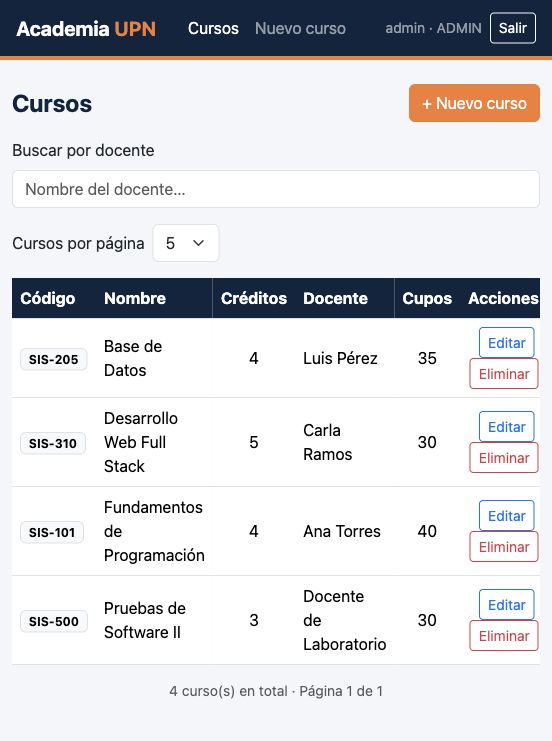 Academia UPN Cursos Nuevo curso admin · ADMIN Salir
Cursos + Nuevo curso
Buscar por docente
Nombre del docente...
Cursos por página 5
Código Nombre Créditos Docente Cupos Acciones
SIS-205 Base de Datos 4 Luis Pérez 35 Editar Eliminar
SIS-310 Desarrollo Web Full Stack 5 Carla Ramos 30 Editar Eliminar
SIS-101 Fundamentos de Programación 4 Ana Torres 40 Editar Eliminar
SIS-500 Pruebas de Software II 3 Docente de Laboratorio 30 Editar Eliminar
4 curso(s) en total · Página 1 de 1